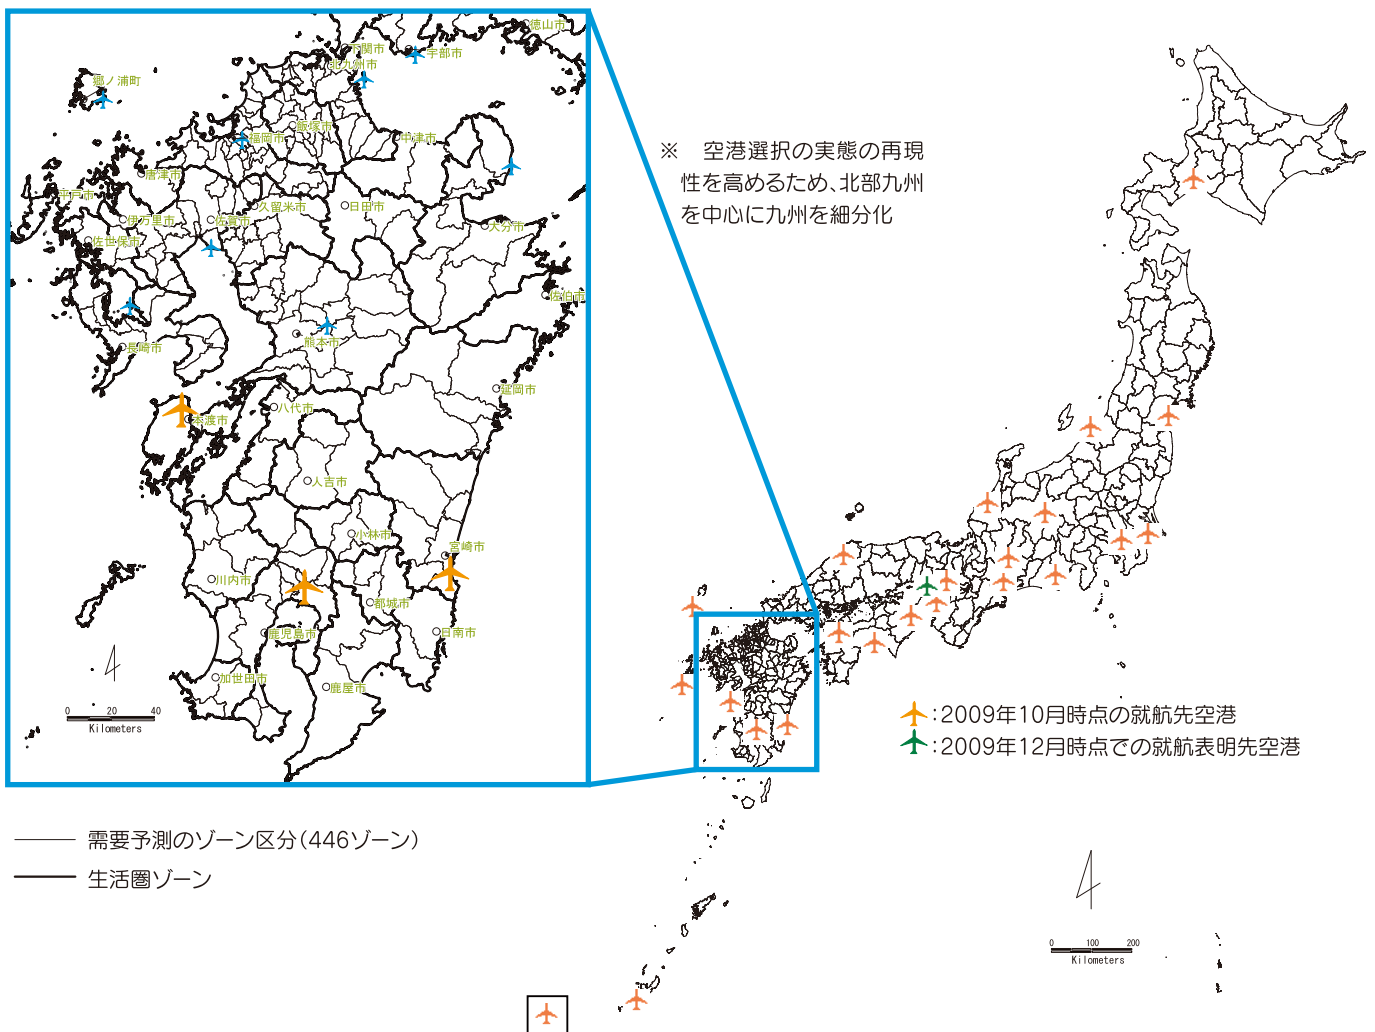 徳山市
下関市
宇部市
北九州市
郷ノ浦町
福岡市
飯塚市
中津市
唐津市
平戸市
伊万里市
佐賀市
久留米市
日田市
大分市
佐世保市
佐伯市
長崎市
熊本市
延岡市
八代市
本渡市
人吉市
小林市
宮崎市
川内市
都城市
鹿児島市
日南市
加世田市
鹿屋市
0 20 40
Kilometers
※ 空港選択の実態の再現
性を高めるため、北部九州
を中心に九州を細分化
:2009年10月時点の就航先空港
:2009年12月時点での就航表明先空港
需要予測のゾーン区分(446ゾーン)
生活圏ゾーン
0 100 200
Kilometers